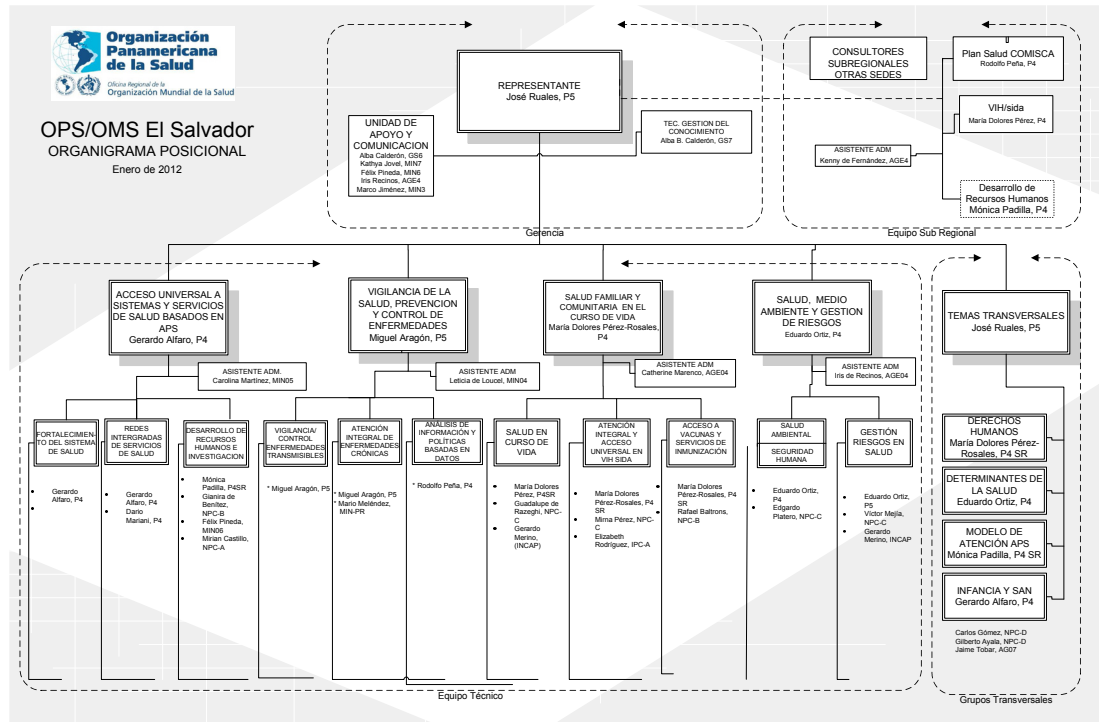 Organización
Panamericana
de la Salud
Oficina Regional de la
Organización Mundial de la Salud
OPS/OMS El Salvador
ORGANIGRAMA POSICIONAL
Enero de 2012
REPRESENTANTE
José Ruales, P5
UNIDAD DE
APOYO Y
COMUNICACION
Alba Calderón, GS6
Kathya Jovel, MIN7
Félix Pineda, MIN6
Iris Recinos, AGE4
Marco Jiménez, MIN3
TEC. GESTION DEL
CONOCIMIENTO
Alba B. Calderón, GS7
Gerencia
CONSULTORES
SUBREGIONALES
OTRAS SEDES
Plan Salud COMISCA
Rodolfo Peña, P4
VIH/sida
María Dolores Pérez, P4
ASISTENTE ADM
Kenny de Fernández, AGE4
Desarrollo de
Recursos Humanos
Mónica Padilla, P4
Equipo Sub Regional
ACCESO UNIVERSAL A
SISTEMAS Y SERVICIOS
DE SALUD BASADOS EN
APS
Gerardo Alfaro, P4
VIGILANCIA DE LA
SALUD, PREVENCION
Y CONTROL DE
ENFERMEDADES
Miguel Aragón, P5
SALUD FAMILIAR Y
COMUNITARIA EN EL
CURSO DE VIDA
María Dolores Pérez-Rosales,
P4
SALUD, MEDIO
AMBIENTE Y GESTION
DE RIESGOS
Eduardo Ortiz, P4
TEMAS TRANSVERSALES
José Ruales, P5
ASISTENTE ADM.
Carolina Martínez, MIN05
ASISTENTE ADM
Leticia de Loucel, MIN04
ASISTENTE ADM
Catherine Marenco, AGE04
ASISTENTE ADM
Iris de Recinos, AGE04
FORTALECIMIEN-
TO DEL SISTEMA
DE SALUD
REDES
INTERGRADAS
DE SERVICIOS
DE SALUD
DESARROLLO DE
RECURSOS
HUMANOS E
INVESTIGACION
VIGILANCIA/
CONTROL
ENFERMEDADES
TRANSMISIBLES
ATENCIÓN
INTEGRAL DE
ENFERMEDADES
CRÓNICAS
ANÁLISIS DE
INFORMACIÓN Y
POLÍTICAS
BASADAS EN
DATOS
SALUD EN
CURSO DE
VIDA
ATENCIÓN
INTEGRAL Y
ACCESO
UNIVERSAL EN
VIH SIDA
ACCESO A
VACUNAS Y
SERVICIOS DE
INMUNIZACIÓN
SALUD
AMBIENTAL
SEGURIDAD
HUMANA
GESTIÓN
RIESGOS EN
SALUD
• Gerardo
Alfaro, P4
•
• Gerardo
Alfaro, P4
• Dario
Mariani, P4
• Mónica
Padilla, P4SR
• Gianira de
Benítez,
NPC-B
• Félix Pineda,
MIN06
• Mirian Castillo,
NPC-A
* Miguel Aragón, P5
* Miguel Aragón, P5
* Mario Meléndez,
MIN-PR
* Rodolfo Peña, P4
• María Dolores
Pérez, P4SR
• Guadalupe de
Razeghi, NPC-
C
• Gerardo
Merino,
(INCAP)
• María Dolores
Pérez-Rosales, P4
SR
• Mirna Pérez, NPC-
C
• Elizabeth
Rodríguez, IPC-A
• María Dolores
Pérez-Rosales, P4
SR
• Rafael Baltrons,
NPC-B
• Eduardo Ortiz,
P4
• Edgardo
Platero, NPC-C
• Eduardo Ortiz,
P5
• Víctor Mejía,
NPC-C
• Gerardo
Merino, INCAP
DERECHOS
HUMANOS
María Dolores Pérez-
Rosales, P4 SR
DETERMINANTES DE
LA SALUD
Eduardo Ortiz, P4
MODELO DE
ATENCIÓN APS
Mónica Padilla, P4 SR
INFANCIA Y SAN
Gerardo Alfaro, P4
Carlos Gómez, NPC-D
Gilberto Ayala, NPC-D
Jaime Tobar, AG07
Equipo Técnico
Grupos Transversales